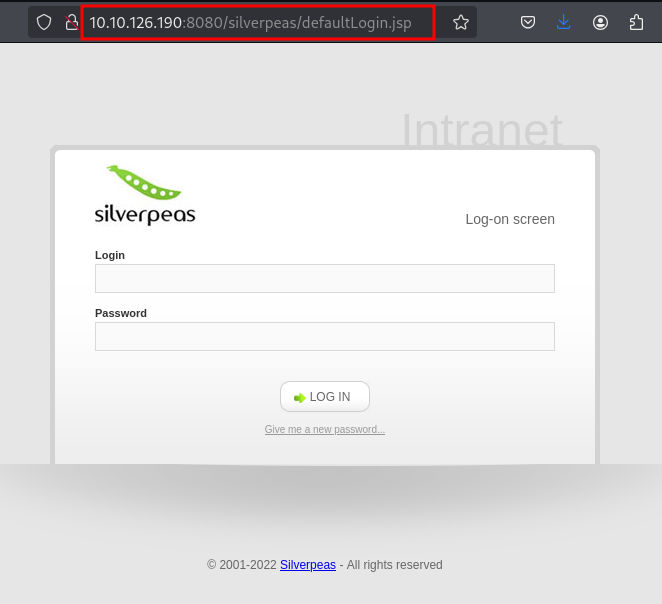 10.10.126.190:8080/silverpeas/defaultLogin.jsp
Intranet
silverpeas
Log-on screen
Login
Password
LOG IN
Give me a new password...
© 2001-2022 Silverpeas - All rights reserved